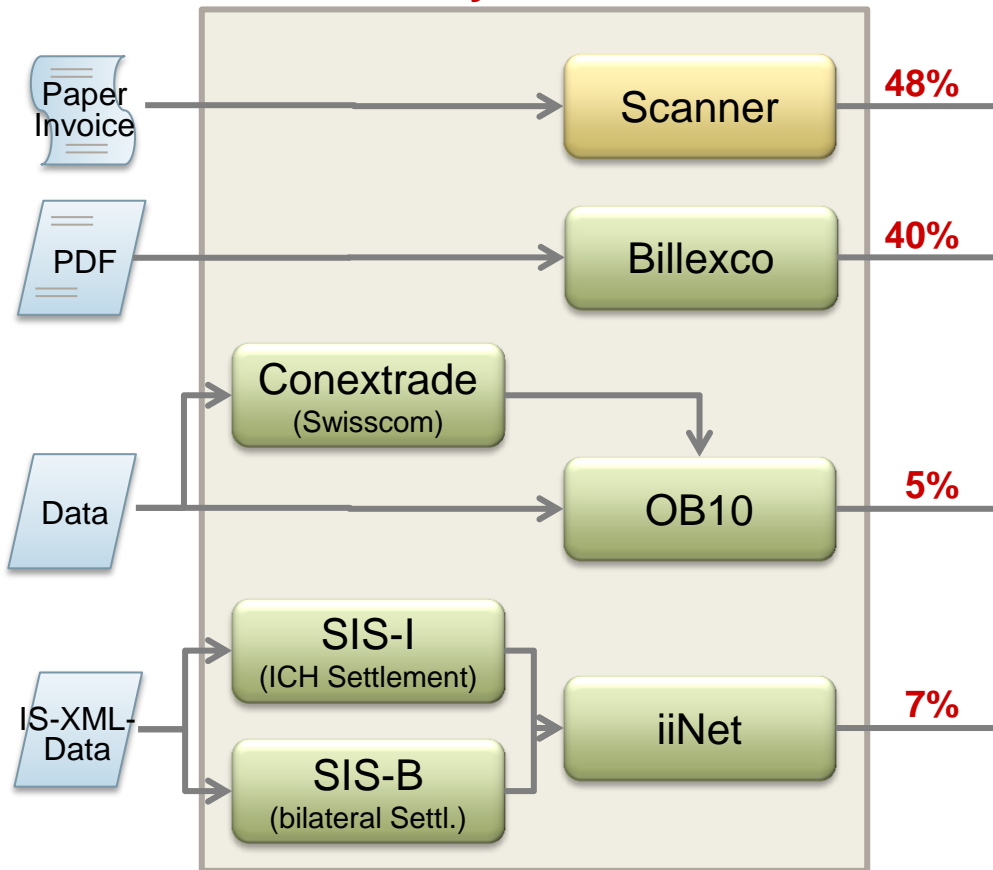 Paper
Invoice
Scanner
48%
PDF
Billexco
40%
Conextrade
(Swisscom)
Data
OB10
5%
SIS-I
(ICH Settlement)
IS-XML-
Data
iiNet
7%
SIS-B
(bilateral Settl.)